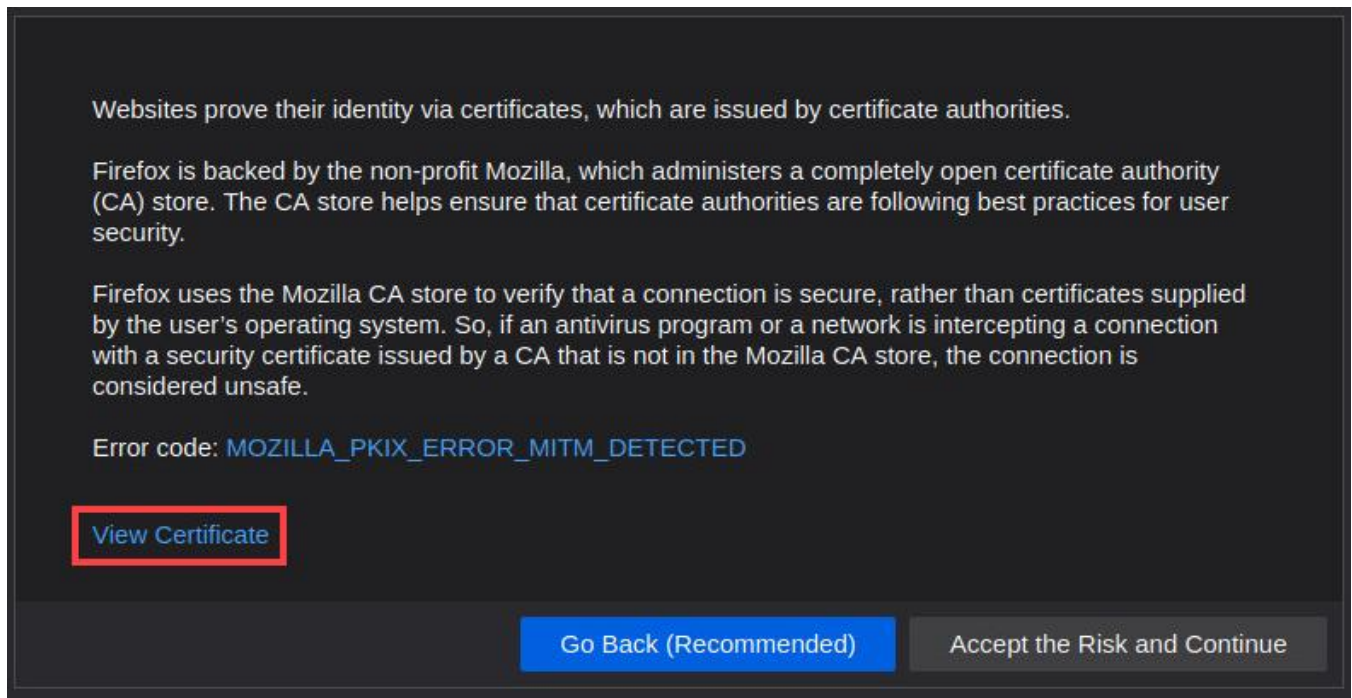 Websites prove their identity via certificates, which are issued by certificate authorities.
Firefox is backed by the non-profit Mozilla, which administers a completely open certificate authority
(CA) store. The CA store helps ensure that certificate authorities are following best practices for user
security.
Firefox uses the Mozilla CA store to verify that a connection is secure, rather than certificates supplied
by the user’s operating system. So, if an antivirus program or a network is intercepting a connection
with a security certificate issued by a CA that is not in the Mozilla CA store, the connection is
considered unsafe.
Error code: MOZILLA_PKIX_ERROR_MITM_DETECTED
View Certificate
Go Back (Recommended)
Accept the Risk and Continue